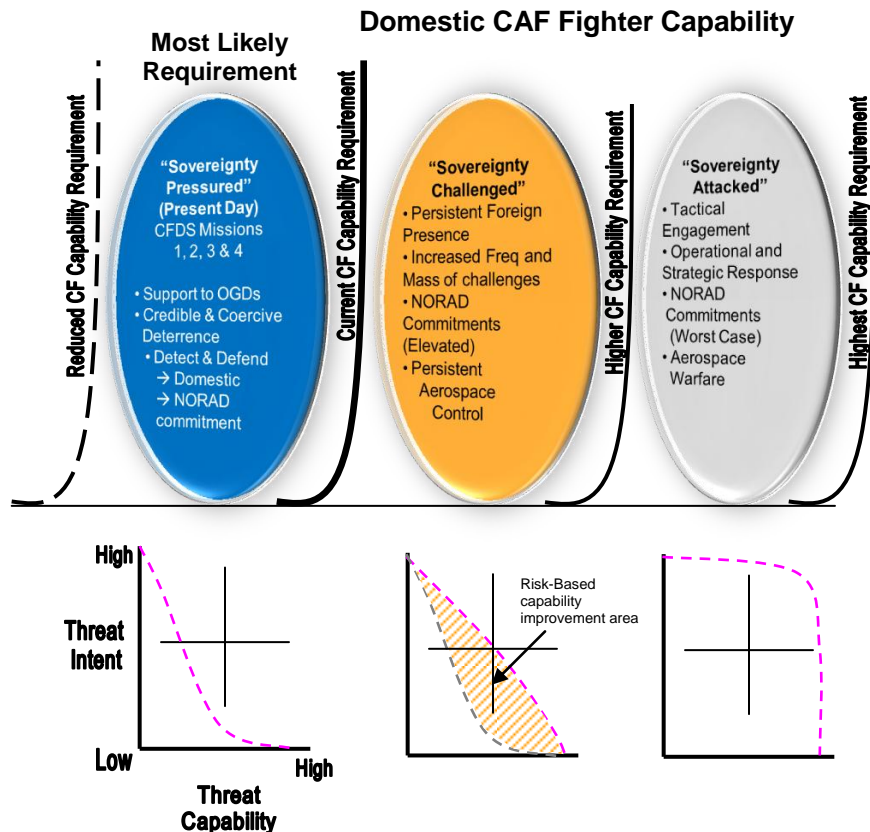 Domestic CAF Fighter Capability
Most Likely
Requirement
Reduced CF Capability Requirement
“Sovereignty
Pressured”
(Present Day)
CFDS Missions
1, 2, 3 & 4
• Support to OGDs
• Credible & Coercive
Deterrence
• Detect & Defend
→ Domestic
→ NORAD
commitment
Current CF Capability Requirement
“Sovereignty
Challenged”
• Persistent Foreign
Presence
• Increased Freq and
Mass of challenges
• NORAD
Commitments
(Elevated)
• Persistent
Aerospace
Control
Higher CF Capability Requirement
“Sovereignty
Attacked”
• Tactical
Engagement
• Operational and
Strategic Response
• NORAD
Commitments
(Worst Case)
• Aerospace
Warfare
Highest CF Capability Requirement
High
Threat
Intent
Low
High
Threat
Capability
Risk-Based
capability
improvement area